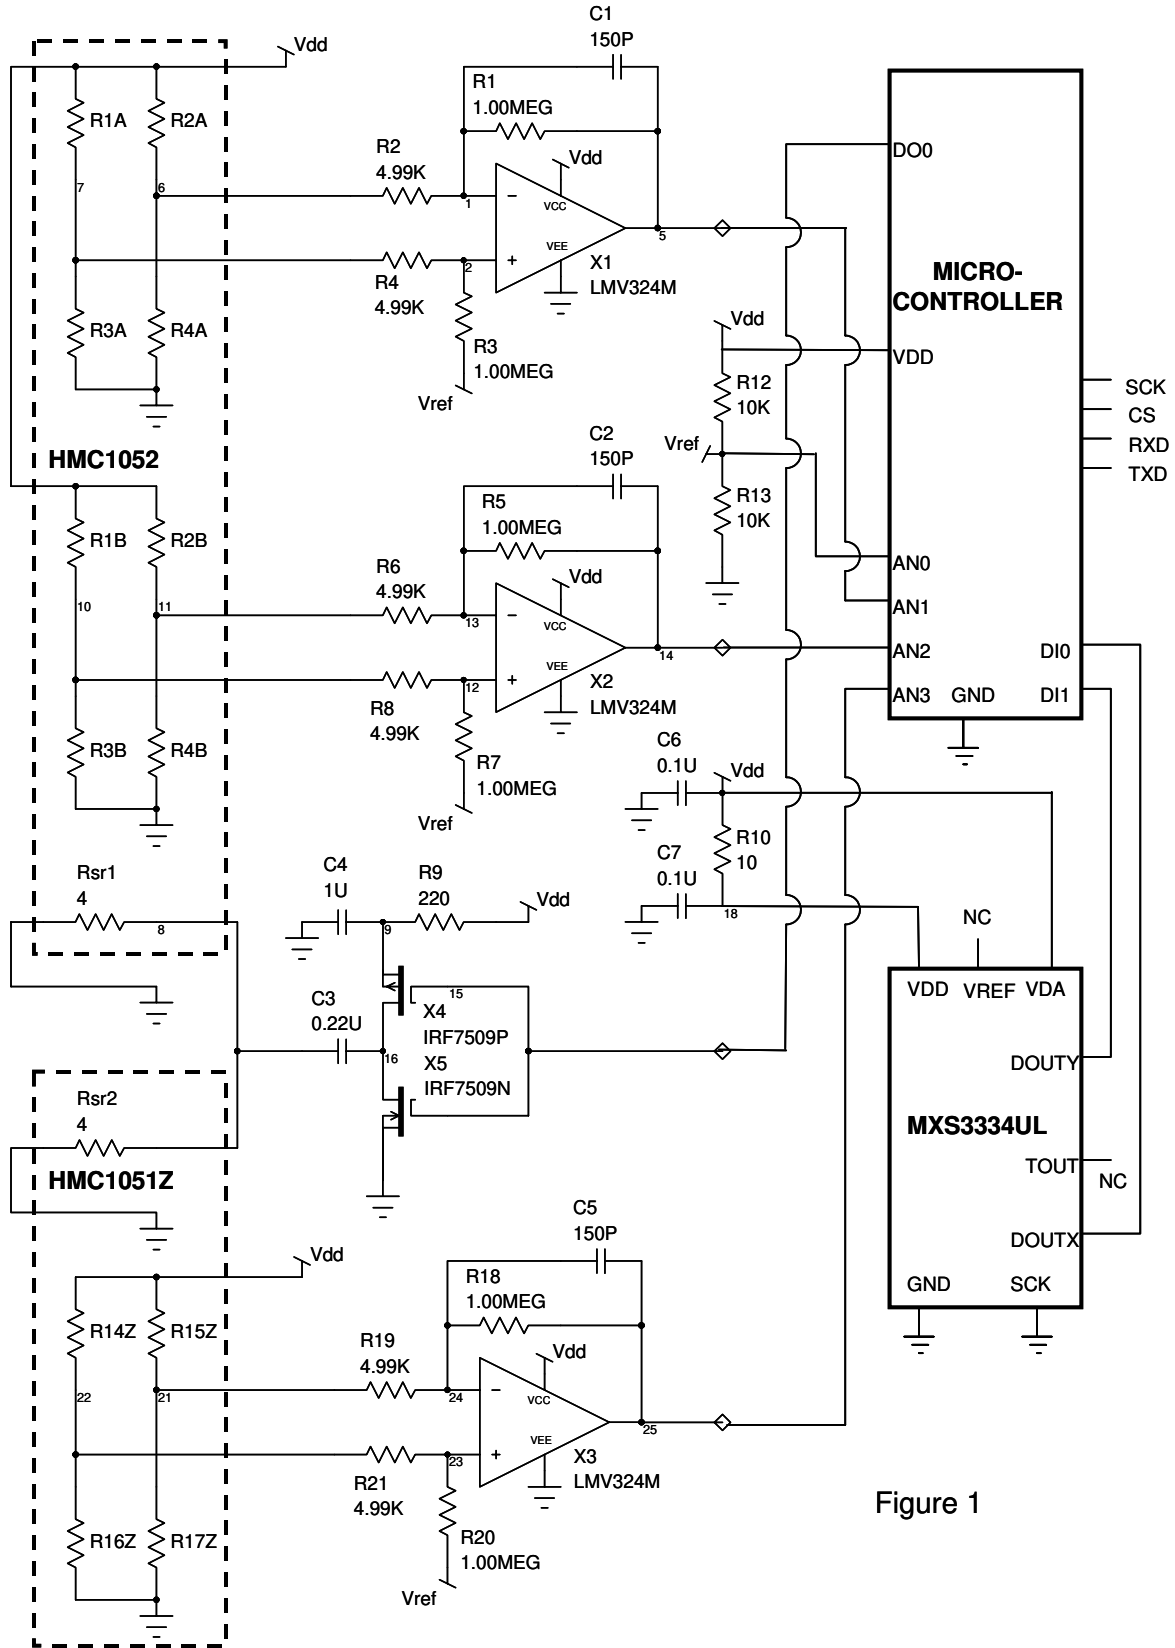 C1
150P
Vdd
R1
1.00MEG
R1A
R2A
R2
4.99K
Vdd
DO0
7
6
1
VCC
VEE
5
2
X1
LMV324M
R4
4.99K
MICRO-
CONTROLLER
R3A
R4A
R3
1.00MEG
Vref
Vdd
VDD
R12
10K
SCK
CS
RXD
TXD
HMC1052
C2
150P
Vref
R5
1.00MEG
R13
10K
R1B
R2B
R6
4.99K
Vdd
AN0
AN1
10
11
13
VCC
VEE
14
AN2
DI0
12
X2
LMV324M
AN3
GND
DI1
R8
4.99K
R3B
R4B
R7
1.00MEG
Vref
C6
0.1U
Vdd
R10
10
C7
0.1U
18
Rsr1
4
8
C4
1U
R9
220
Vdd
9
NC
VDD
VREF
VDA
C3
0.22U
15
X4
IRF7509P
16
X5
IRF7509N
DOUTY
Rsr2
4
MXS3334UL
HMC1051Z
TOUT
NC
C5
150P
DOUTX
Vdd
R18
1.00MEG
GND
SCK
R14Z
R15Z
R19
4.99K
Vdd
22
21
24
VCC
VEE
25
23
X3
LMV324M
R21
4.99K
Figure 1
R16Z
R17Z
R20
1.00MEG
Vref